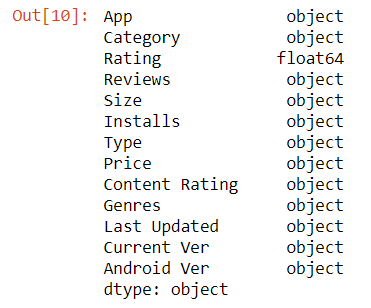 Out[10]: App object
Category object
Rating float64
Reviews object
Size object
Installs object
Type object
Price object
Content Rating object
Genres object
Last Updated object
Current Ver object
Android Ver object
dtype: object